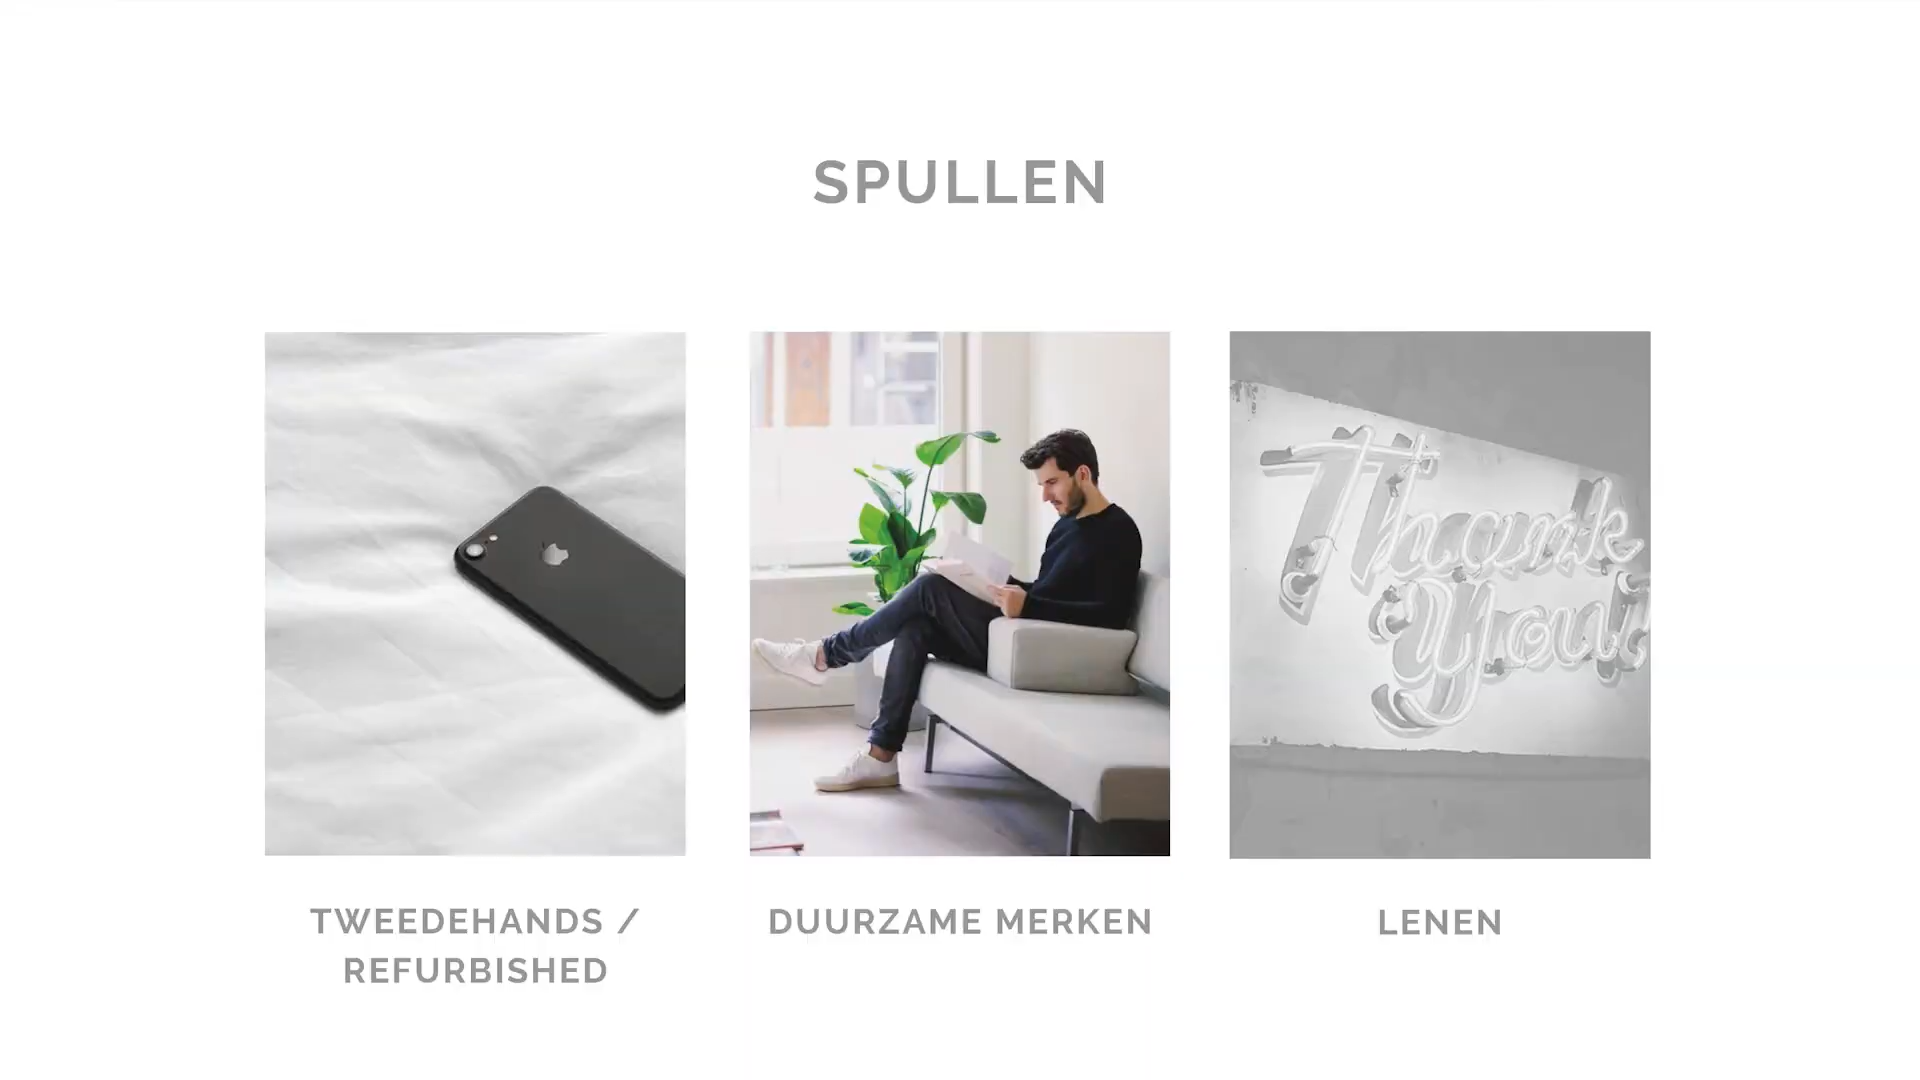 SPULLEN
Thank
You!
TWEEDEHANDS /
REFURBISHED
DUURZAME MERKEN
LENEN